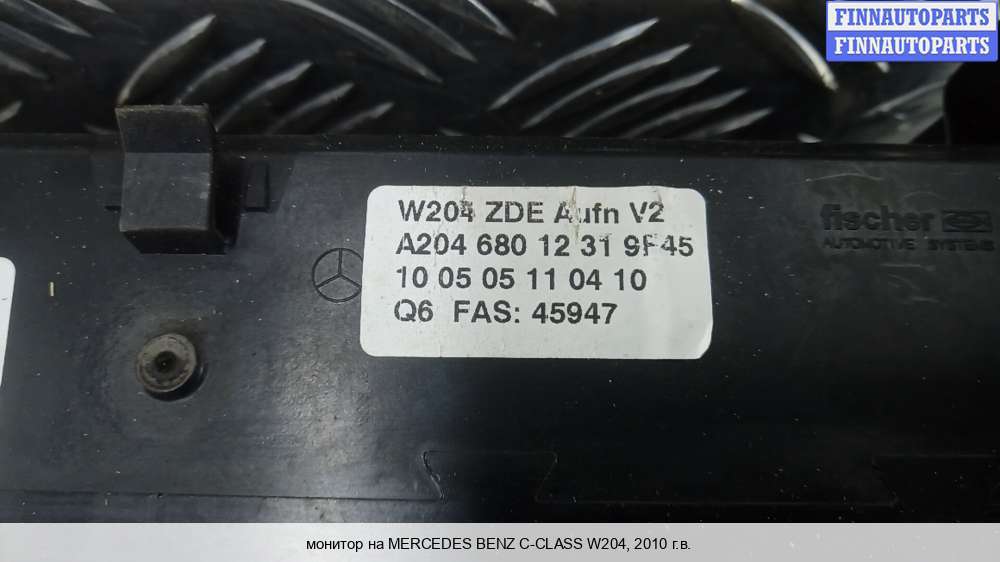 FINNAUTOPARTS
FINNAUTOPARTS
W204 ZDE Aufn V2
A204 680 12 31 9F45
10 05 05 11 04 10
Q6 FAS: 45947
fischer
AUTOMOTIVE SYSTEMS
монитор на MERCEDES BENZ C-CLASS W204, 2010 г.в.